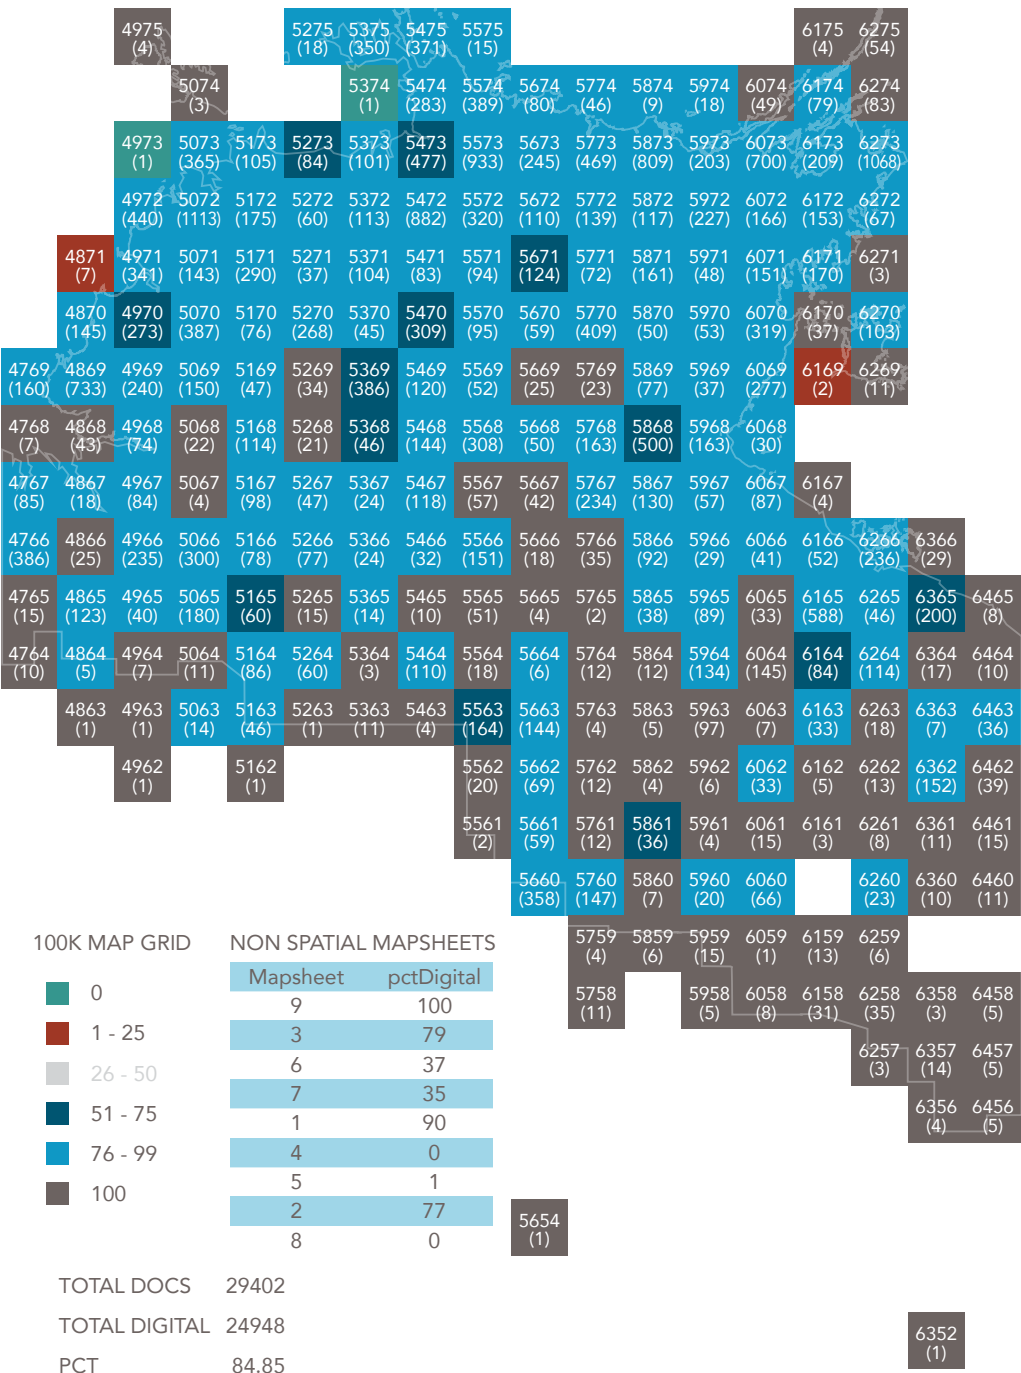 4975 5275 5375 5475 5575 6175 6275
(4) (18) (350) (371) (15) (4) (54)
5074 5374 5474 5574 5674 5774 5874 5974 6074 6174 6274
(3) (1) (283) (389) (80) (46) (9) (18) (49) (79) (83)
4973 5073 5173 5273 5373 5473 5573 5673 5773 5873 5973 6073 6173 6273
(1) (365) (105) (84) (101) (477) (933) (245) (469) (809) (203) (700) (209) (1068)
4972 5072 5172 5272 5372 5472 5572 5672 5772 5872 5972 6072 6172 6272
(440) (1113) (175) (60) (113) (882) (320) (110) (139) (117) (227) (166) (153) (67)
4871 4971 5071 5171 5271 5371 5471 5571 5671 5771 5871 5971 6071 6171 6271
(7) (341) (143) (290) (37) (104) (83) (94) (124) (72) (161) (48) (151) (170) (3)
4870 4970 5070 5170 5270 5370 5470 5570 5670 5770 5870 5970 6070 6170 6270
(145) (273) (387) (76) (268) (45) (309) (95) (59) (409) (50) (53) (319) (37) (103)
4769 4869 4969 5069 5169 5269 5369 5469 5569 5669 5769 5869 5969 6069 6169 6269
(160) (733) (240) (150) (47) (34) (386) (120) (52) (25) (23) (77) (37) (277) (2) (11)
4768 4868 4968 5068 5168 5268 5368 5468 5568 5668 5768 5868 5968 6068
(7) (43) (74) (22) (114) (21) (46) (144) (308) (50) (163) (500) (163) (30)
4767 4867 4967 5067 5167 5267 5367 5467 5567 5667 5767 5867 5967 6067 6167
(85) (18) (84) (4) (98) (47) (24) (118) (57) (42) (234) (130) (57) (87) (4)
4766 4866 4966 5066 5166 5266 5366 5466 5566 5666 5766 5866 5966 6066 6166 6266 6366
(386) (25) (235) (300) (78) (77) (24) (32) (151) (18) (35) (92) (29) (41) (52) (236) (29)
4765 4865 4965 5065 5165 5265 5365 5465 5565 5665 5765 5865 5965 6065 6165 6265 6365 6465
(15) (123) (40) (180) (60) (15) (14) (10) (51) (4) (2) (38) (89) (33) (588) (46) (200) (8)
4764 4864 4964 5064 5164 5264 5364 5464 5564 5664 5764 5864 5964 6064 6164 6264 6364 6464
(10) (5) (7) (11) (86) (60) (3) (110) (18) (6) (12) (12) (134) (145) (84) (114) (17) (10)
4863 4963 5063 5163 5263 5363 5463 5563 5663 5763 5863 5963 6063 6163 6263 6363 6463
(1) (1) (14) (46) (1) (11) (4) (164) (144) (4) (5) (97) (7) (33) (18) (7) (36)
4962 5162 5562 5662 5762 5862 5962 6062 6162 6262 6362 6462
(1) (1) (20) (69) (12) (4) (6) (33) (5) (13) (152) (39)
5561 5661 5761 5861 5961 6061 6161 6261 6361 6461
(2) (59) (12) (36) (4) (15) (3) (8) (11) (15)
5660 5760 5860 5960 6060 6260 6360 6460
(358) (147) (7) (20) (66) (23) (10) (11)
5759 5859 5959 6059 6159 6259
(4) (6) (15) (1) (13) (6)
5758 5958 6058 6158 6258 6358 6458
(11) (5) (8) (31) (35) (3) (5)
6257 6357 6457
(3) (14) (5)
6356 6456
(4) (5)
5654
(1)
6352
(1)
100K MAP GRID
0
1 - 25
26 - 50
51 - 75
76 - 99
100
NON SPATIAL MAPSHEETS
Mapsheet pctDigital
9 100
3 79
6 37
7 35
1 90
4 0
5 1
2 77
8 0
TOTAL DOCS 29402
TOTAL DIGITAL 24948
PCT 84.85